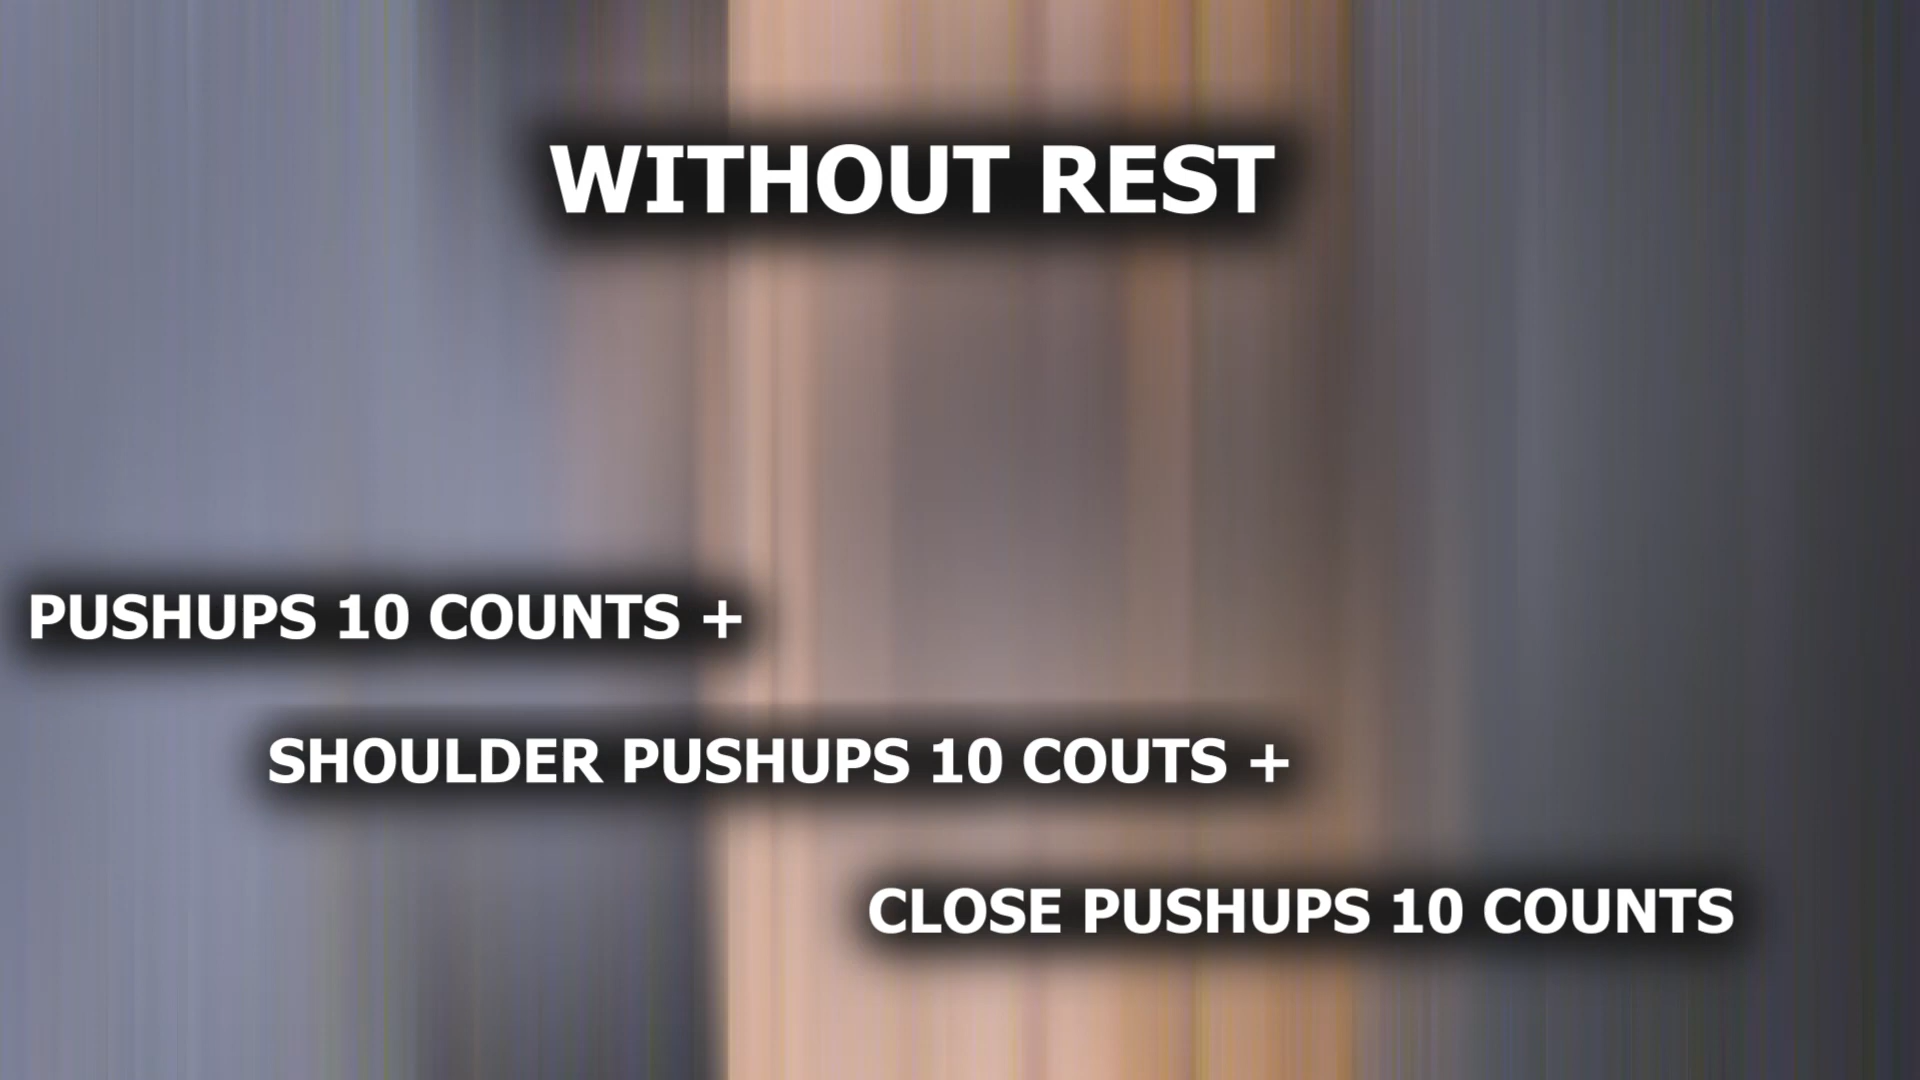 WITHOUT REST
PUSHUPS 10 COUNTS +
SHOULDER PUSHUPS 10 COUTS +
CLOSE PUSHUPS 10 COUNTS